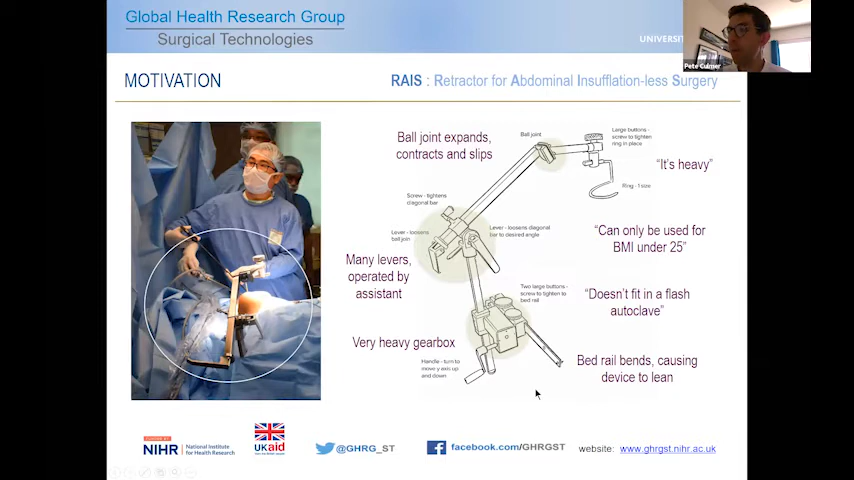 Global Health Research Group
Surgical Technologies
UNIVERSIT
Pete Culmer
MOTIVATION
RAIS : Retractor for Abdominal Insufflation-less Surgery
Ball joint expands,
contracts and slips
Ball joint
Large buttons -
screw to tighten
ring in place
“It’s heavy”
Ring - 1 size
Screw - tightens
diagonal bar
Lever - loosens
ball join
Lever - loosens diagonal
bar to desired angle
“Can only be used for
BMI under 25”
Many levers,
operated by
assistant
Two large buttons -
screw to tighten to
bed rail
“Doesn’t fit in a flash
autoclave”
Very heavy gearbox
Handle - turn to
move y axis up
and down
Bed rail bends, causing
device to lean
NIHR | National Institute
for Health Research
UKaid
@GHRG_ST
facebook.com/GHRGST
website: www.ghrgst.nihr.ac.uk